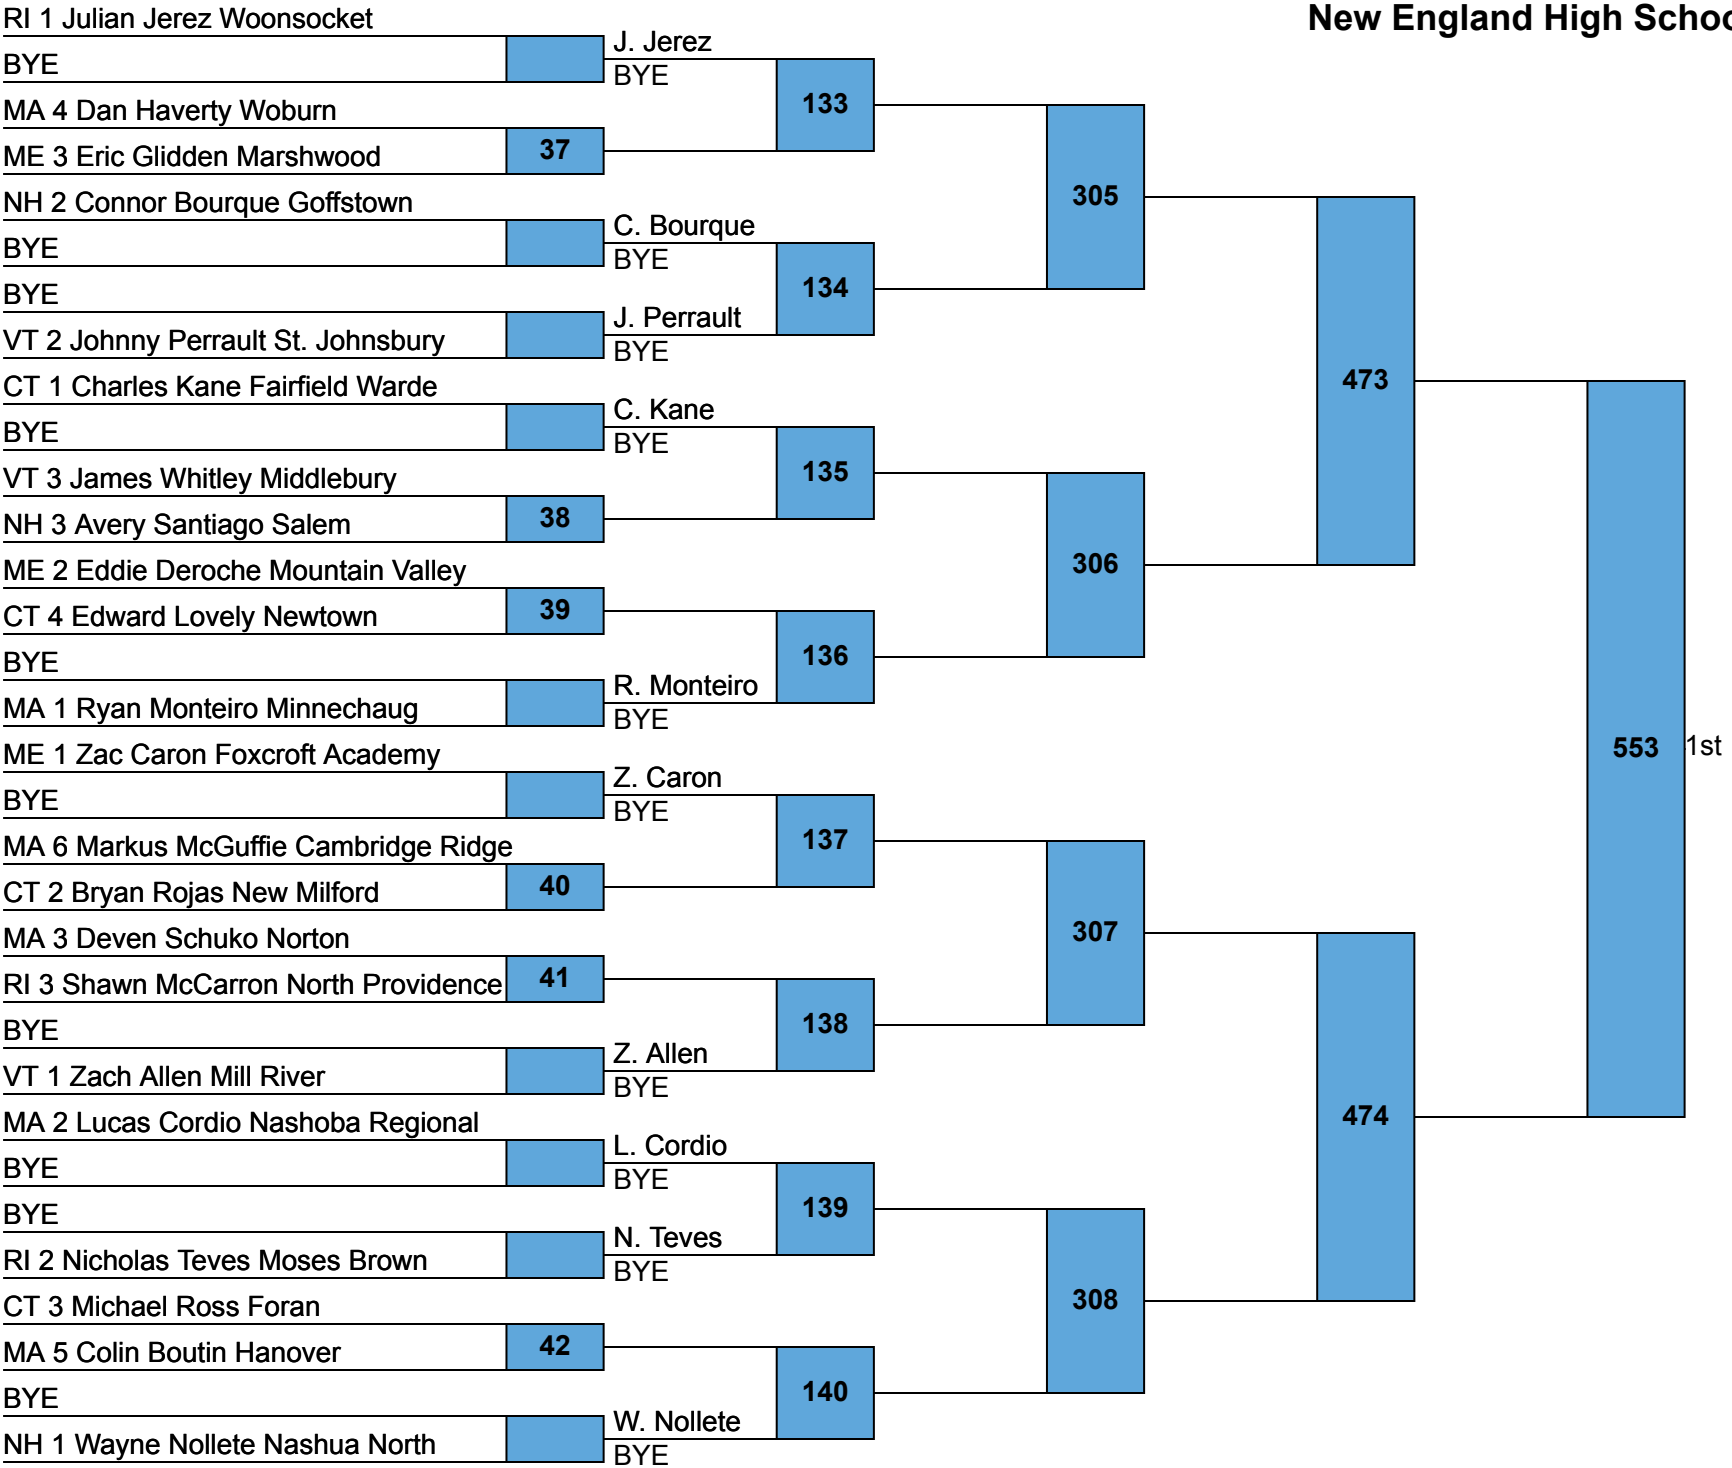 New England High Schoo
RI 1 Julian Jerez Woonsocket
BYE
MA 4 Dan Haverty Woburn
ME 3 Eric Glidden Marshwood
NH 2 Connor Bourque Goffstown
BYE
BYE
VT 2 Johnny Perrault St. Johnsbury
CT 1 Charles Kane Fairfield Warde
BYE
VT 3 James Whitley Middlebury
NH 3 Avery Santiago Salem
ME 2 Eddie Deroche Mountain Valley
CT 4 Edward Lovely Newtown
BYE
MA 1 Ryan Monteiro Minnechaug
ME 1 Zac Caron Foxcroft Academy
BYE
MA 6 Markus McGuffie Cambridge Ridge
CT 2 Bryan Rojas New Milford
MA 3 Deven Schuko Norton
RI 3 Shawn McCarron North Providence
BYE
VT 1 Zach Allen Mill River
MA 2 Lucas Cordio Nashoba Regional
BYE
BYE
RI 2 Nicholas Teves Moses Brown
CT 3 Michael Ross Foran
MA 5 Colin Boutin Hanover
BYE
NH 1 Wayne Nollete Nashua North
37
38
39
40
41
42
J. Jerez
BYE
C. Bourque
BYE
J. Perrault
BYE
C. Kane
BYE
R. Monteiro
BYE
Z. Caron
BYE
Z. Allen
BYE
L. Cordio
BYE
N. Teves
BYE
W. Nollete
BYE
133
134
135
136
137
138
139
140
305
306
307
308
473
474
553
1st